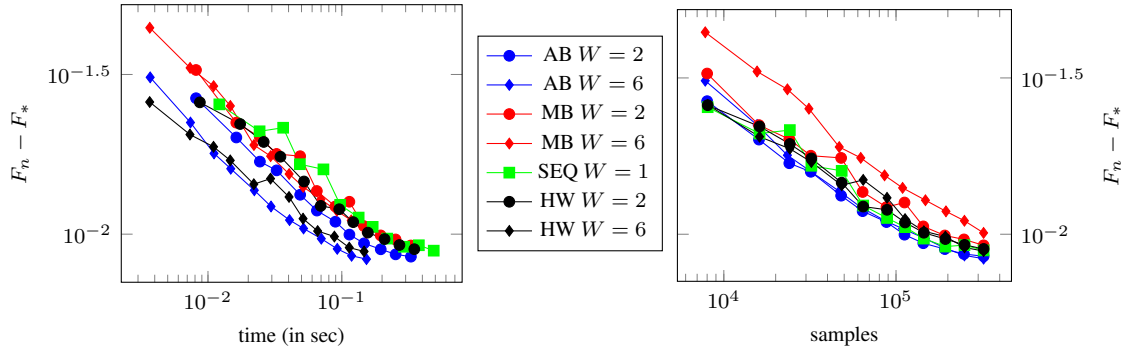 10^−1.5
10^−2
F_n − F_*
10^−2
10^−1
time (in sec)
AB W = 2
AB W = 6
MB W = 2
MB W = 6
SEQ W = 1
HW W = 2
HW W = 6
10^4
10^5
samples
10^−1.5
10^−2
F_n − F_*